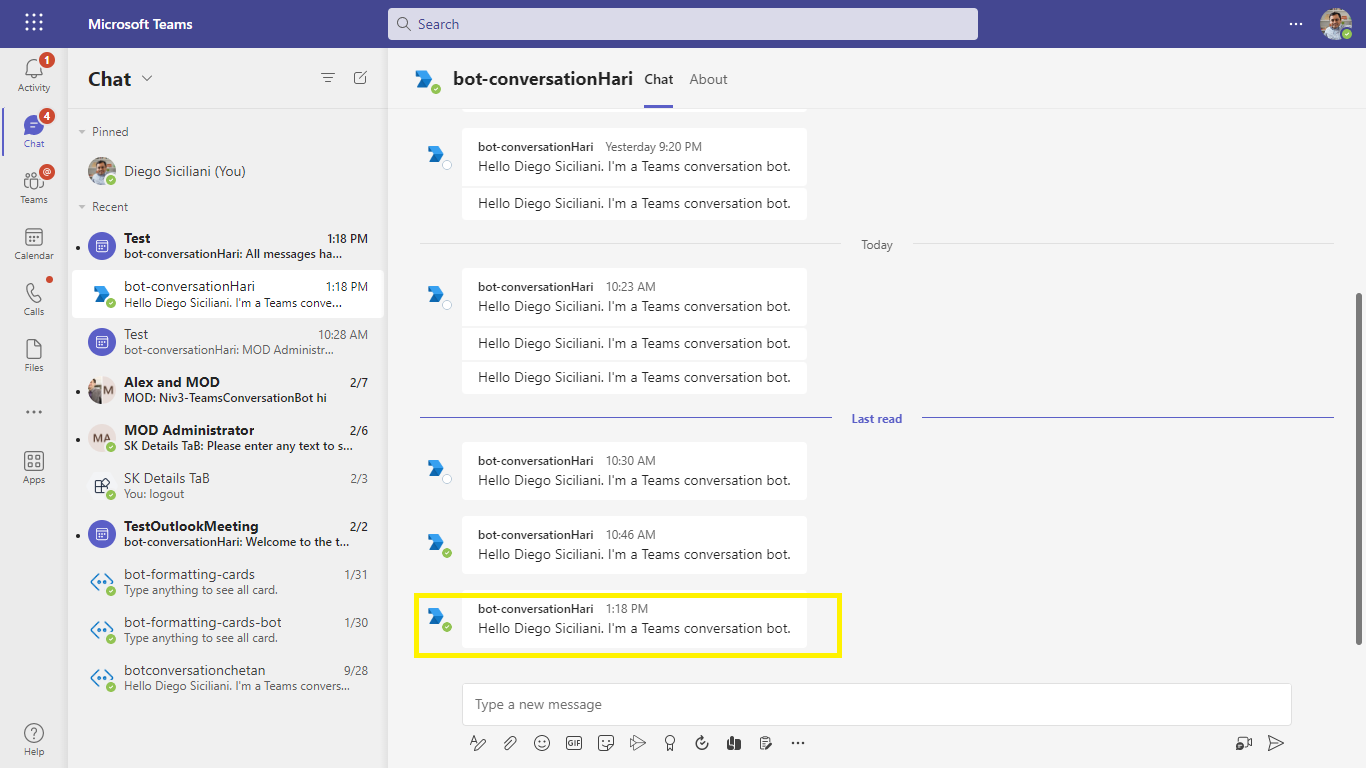 Microsoft Teams
Search
1
Activity
4
Chat
@
Teams
Calendar
Calls
Files
Apps
Help
Chat
Pinned
Diego Siciliani (You)
Recent
Test 1:18 PM
bot-conversationHari: All messages ha...
bot-conversationHari 1:18 PM
Hello Diego Siciliani. I'm a Teams conve...
Test 10:28 AM
bot-conversationHari: MOD Administr...
M
Alex and MOD 2/7
MOD: Niv3-TeamsConversationBot hi
MA
MOD Administrator 2/6
SK Details TaB: Please enter any text to s...
SK Details TaB 2/3
You: logout
TestOutlookMeeting 2/2
bot-conversationHari: Welcome to the t...
bot-formatting-cards 1/31
Type anything to see all card.
bot-formatting-cards-bot 1/30
Type anything to see all card.
botconversationchetan 9/28
Hello Diego Siciliani. I'm a Teams convers...
bot-conversationHari Chat About
bot-conversationHari Yesterday 9:20 PM
Hello Diego Siciliani. I'm a Teams conversation bot.
Hello Diego Siciliani. I'm a Teams conversation bot.
Today
bot-conversationHari 10:23 AM
Hello Diego Siciliani. I'm a Teams conversation bot.
Hello Diego Siciliani. I'm a Teams conversation bot.
Hello Diego Siciliani. I'm a Teams conversation bot.
Last read
bot-conversationHari 10:30 AM
Hello Diego Siciliani. I'm a Teams conversation bot.
bot-conversationHari 10:46 AM
Hello Diego Siciliani. I'm a Teams conversation bot.
bot-conversationHari 1:18 PM
Hello Diego Siciliani. I'm a Teams conversation bot.
Type a new message
GIF